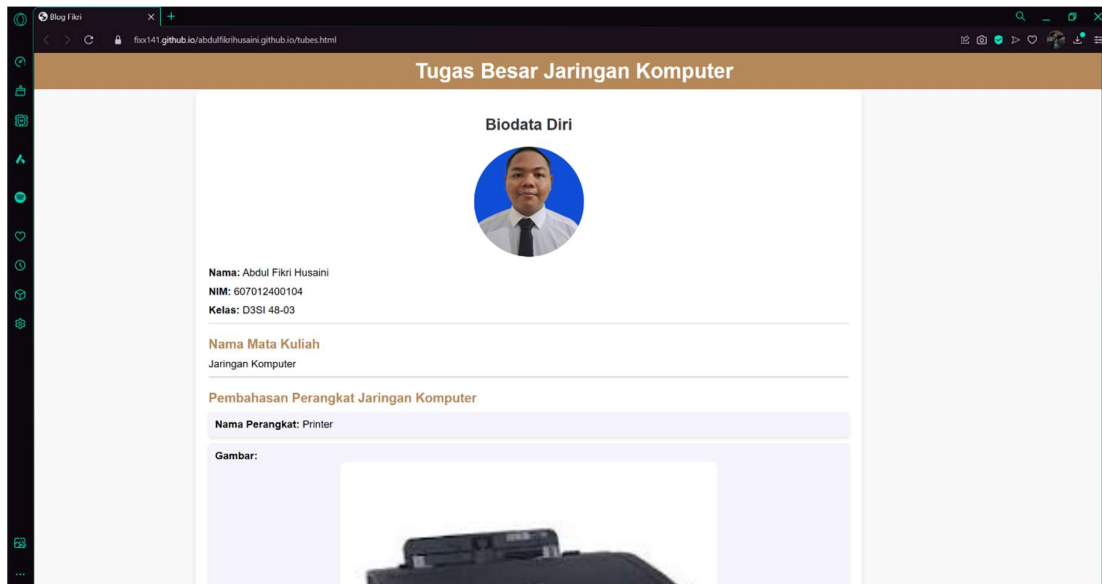 Blog Fikri
fixx141.github.io/abdulfikrihusaini.github.io/tubes.html
Tugas Besar Jaringan Komputer
Biodata Diri
Nama: Abdul Fikri Husaini
NIM: 607012400104
Kelas: D3SI 48-03
Nama Mata Kuliah
Jaringan Komputer
Pembahasan Perangkat Jaringan Komputer
Nama Perangkat: Printer
Gambar: